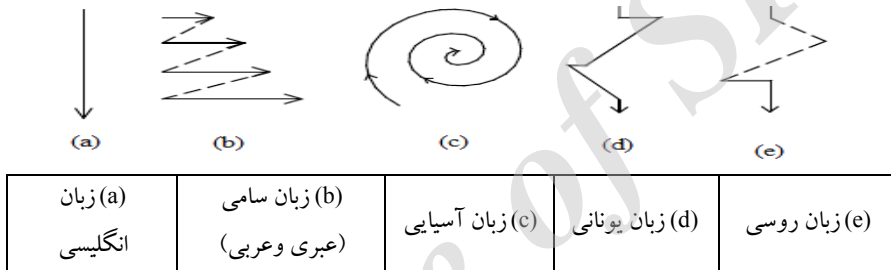 (a) (b) (c) (d) (e)
(a) زبان انگلیسی
(b) زبان سامی (عبری وعربی)
(c) زبان آسیایی
(d) زبان یونانی
(e) زبان روسی